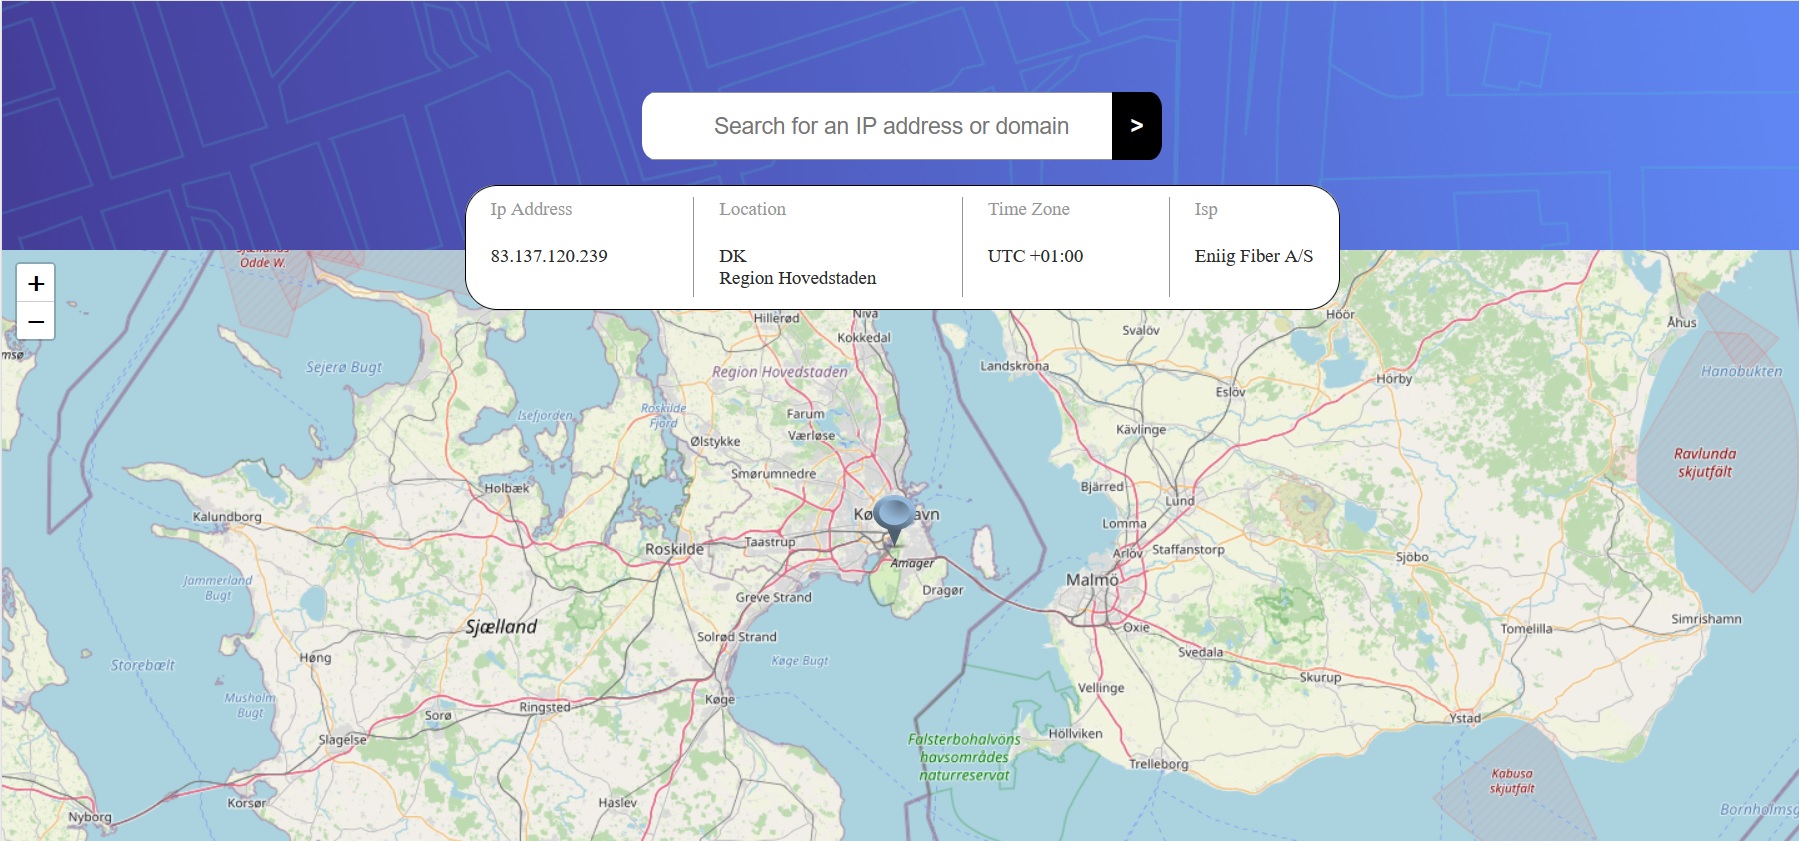 Search for an IP address or domain
>
Ip Address
Location
Time Zone
Isp
83.137.120.239
DK
Region Hovedstaden
UTC +01:00
Eniig Fiber A/S
Odde W.
+
−
Hillerød
Höör
Åhus
Svalöv
Kokkedal
Sejerø Bugt
Landskrona
Region Hovedstaden
Hörby
Hanöbukten
Eslöv
Isefjorden
Roskilde
Fjord
Farum
Kävlinge
Ølstykke
Værløse
Ravlunda
skjutfält
Smørumnedre
Holbæk
Bjärred
Lund
Kalundborg
Lomma
Roskilde
Taastrup
Arlöv
Staffanstorp
Sjöbo
Amager
Jammerland
Bugt
Malmö
Greve Strand
Dragør
Simrishamn
Sjælland
Oxie
Tomelilla
Solrød Strand
Svedala
Høng
Køge Bugt
Storebælt
Skurup
Vellinge
Musholm
Bugt
Køge
Ringsted
Sorø
Ystad
Höllviken
Slagelse
Falsterbohalvöns
havsområdes
naturreservat
Trelleborg
Kabusa
skjutfält
Korsør
Haslev
Nyborg